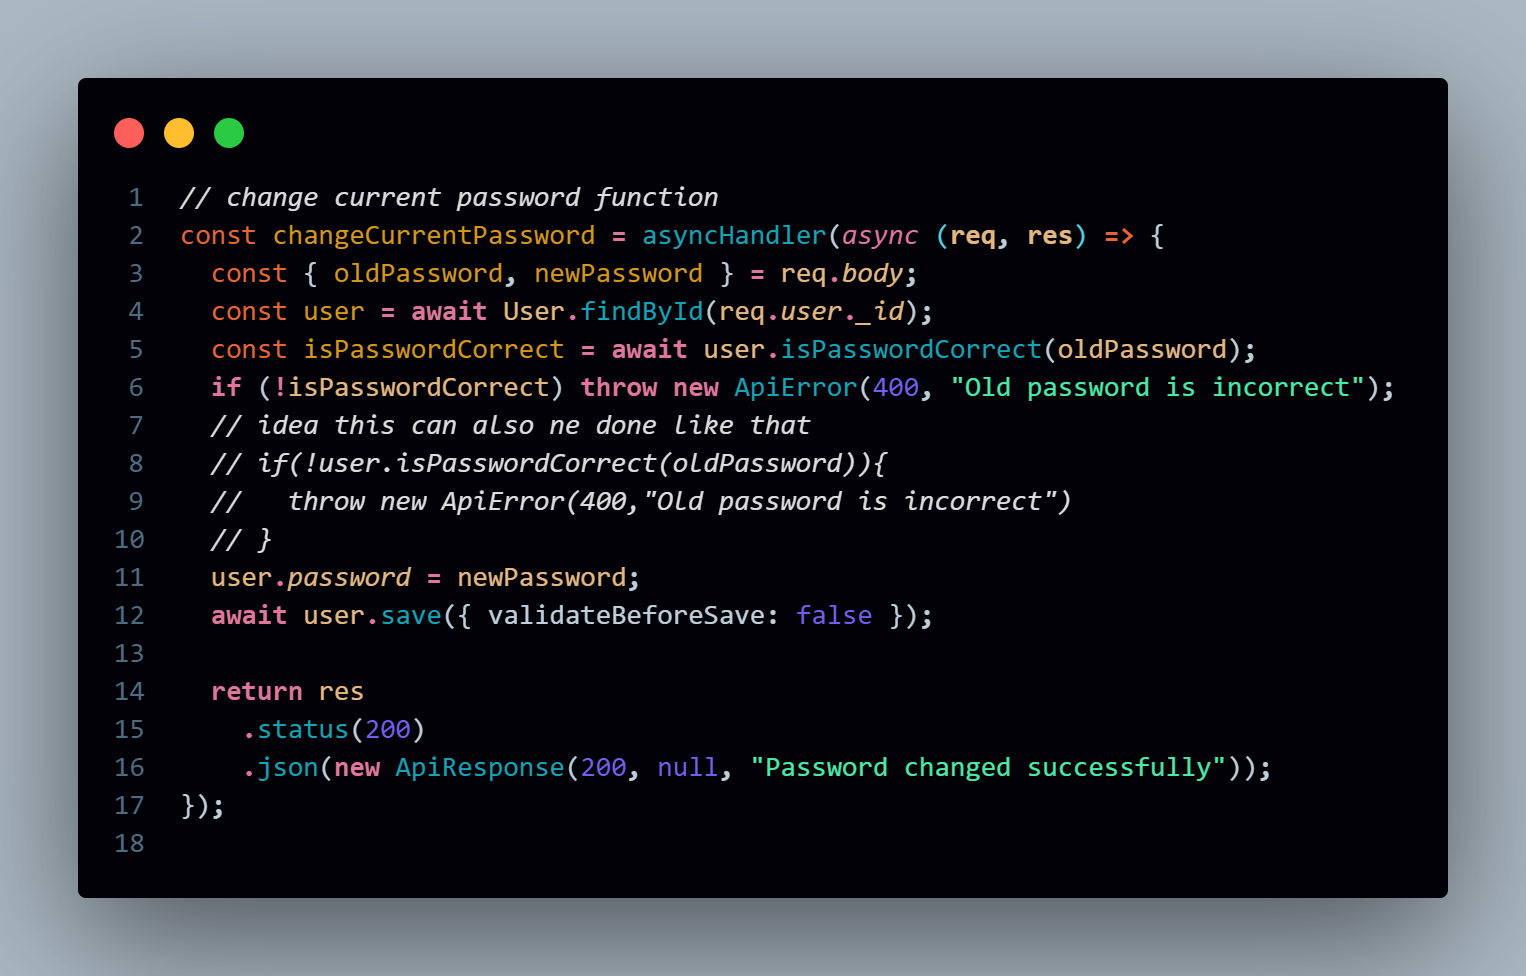 1 // change current password function
2 const changeCurrentPassword = asyncHandler(async (req, res) => {
3   const { oldPassword, newPassword } = req.body;
4   const user = await User.findById(req.user._id);
5   const isPasswordCorrect = await user.isPasswordCorrect(oldPassword);
6   if (!isPasswordCorrect) throw new ApiError(400, "Old password is incorrect");
7   // idea this can also ne done like that
8   // if(!user.isPasswordCorrect(oldPassword)){
9   //   throw new ApiError(400,"Old password is incorrect")
10   // }
11   user.password = newPassword;
12   await user.save({ validateBeforeSave: false });
13
14   return res
15     .status(200)
16     .json(new ApiResponse(200, null, "Password changed successfully"));
17 });
18